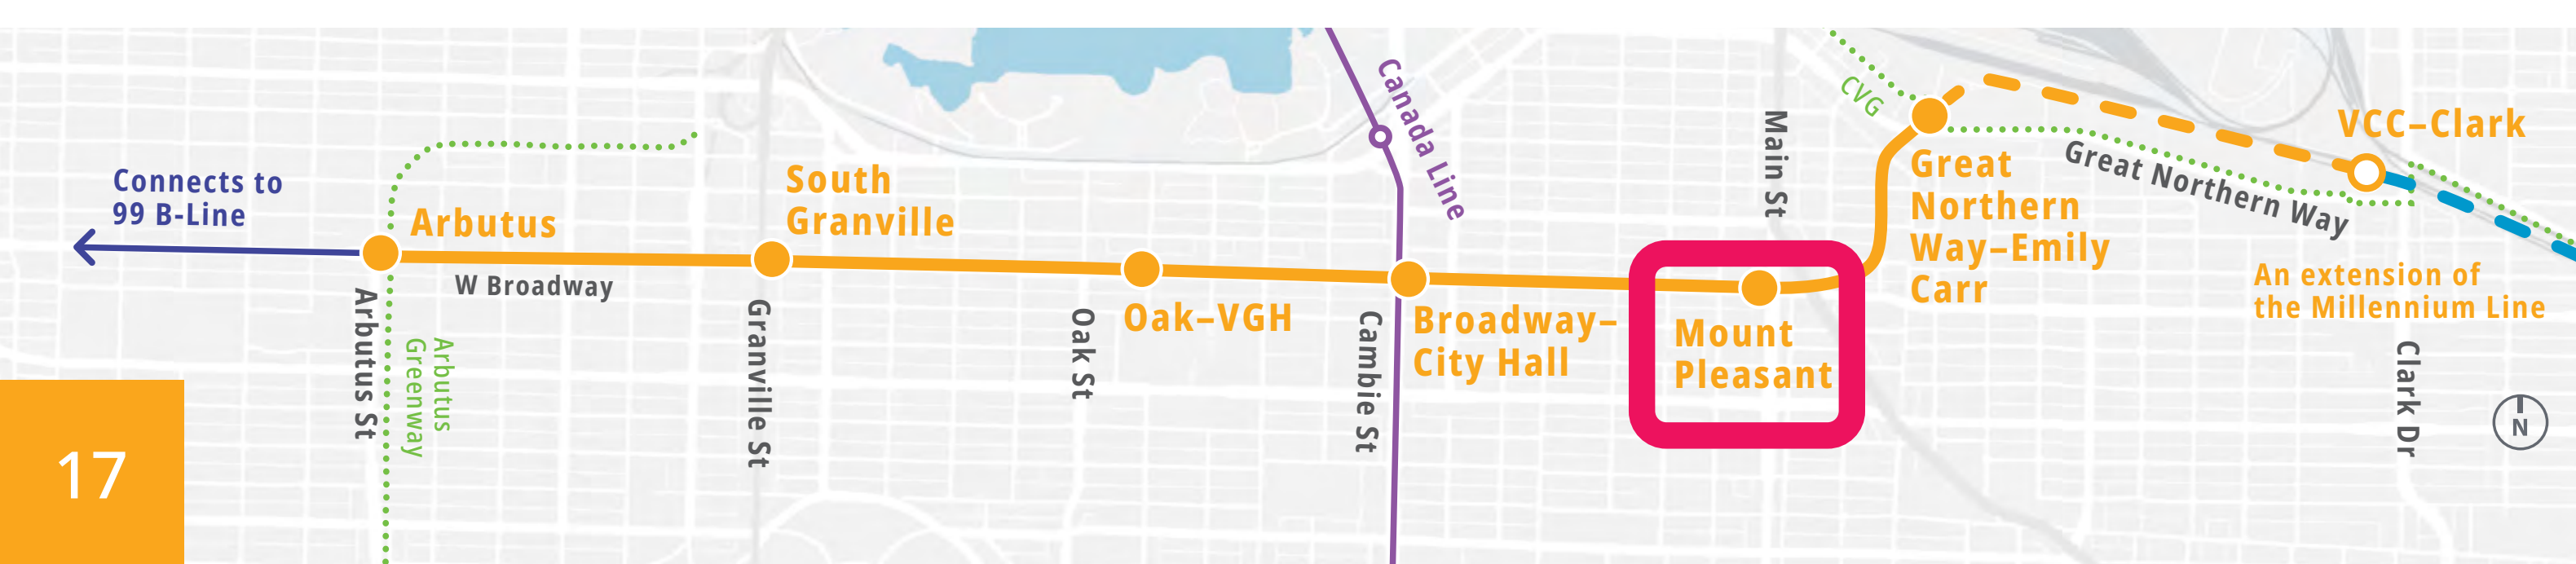 Connects to
99 B-Line
Arbutus
W Broadway
Arbutus St
Arbutus
Greenway
South
Granville
Granville St
Oak St
Oak–VGH
Canada Line
Cambie St
Broadway–
City Hall
Main St
Mount
Pleasant
CVG
Great
Northern
Way–Emily
Carr
Great Northern Way
VCC–Clark
An extension of
the Millennium Line
Clark Dr
N
17